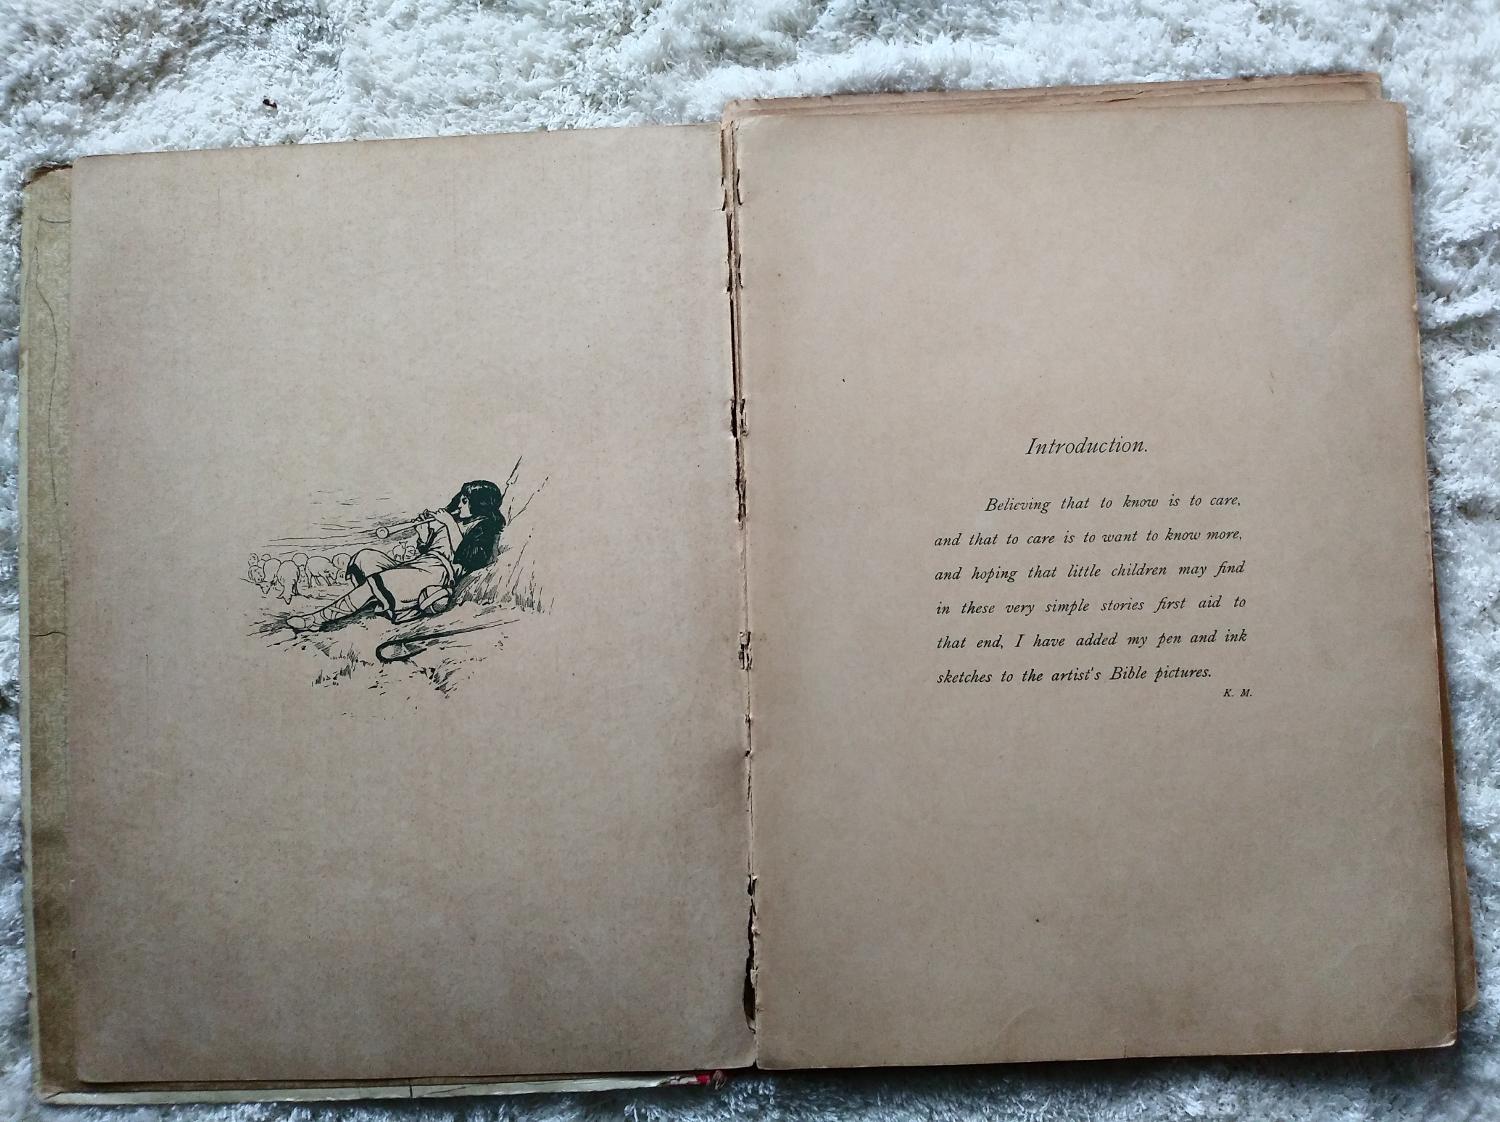 Introduction.
Believing that to know is to care,
and that to care is to want to know more,
and hoping that little children may find
in these very simple stories first aid to
that end, I have added my pen and ink
sketches to the artist's Bible pictures.
K. M.